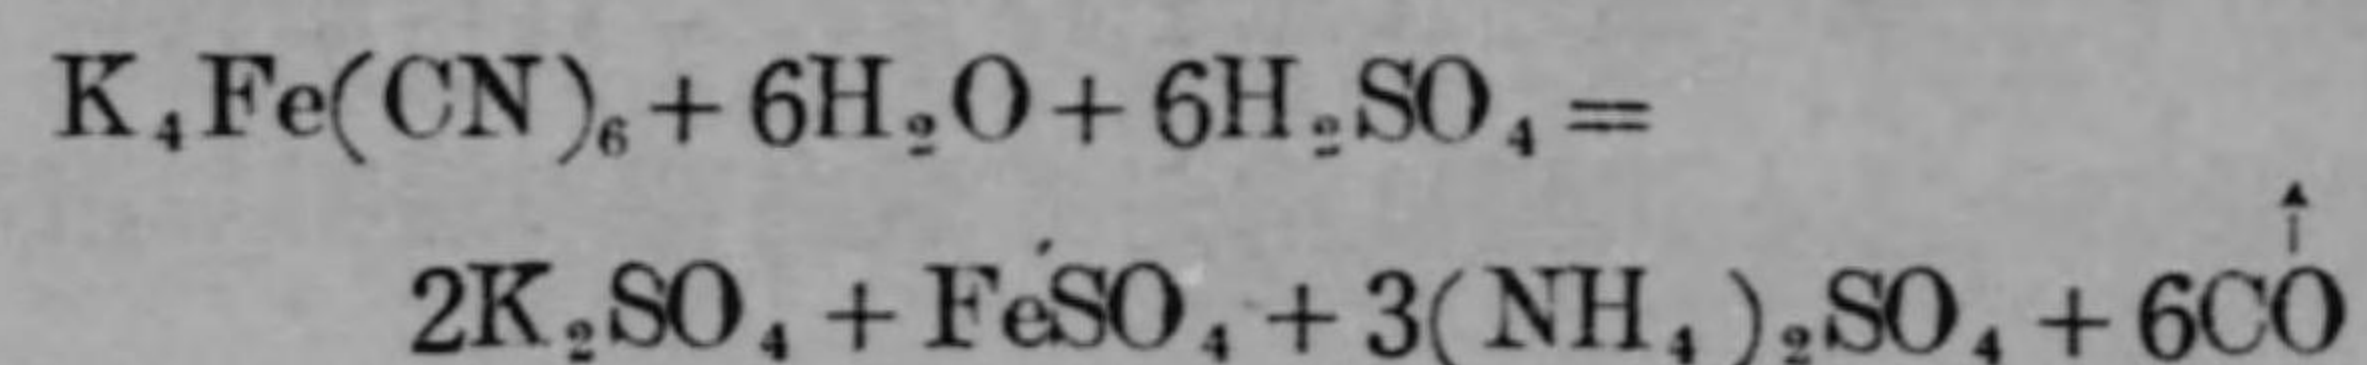 K₄Fe(CN)₆ + 6H₂O + 6H₂SO₄ =
2K₂SO₄ + FeSO₄ + 3(NH₄)₂SO₄ + 6CO↑